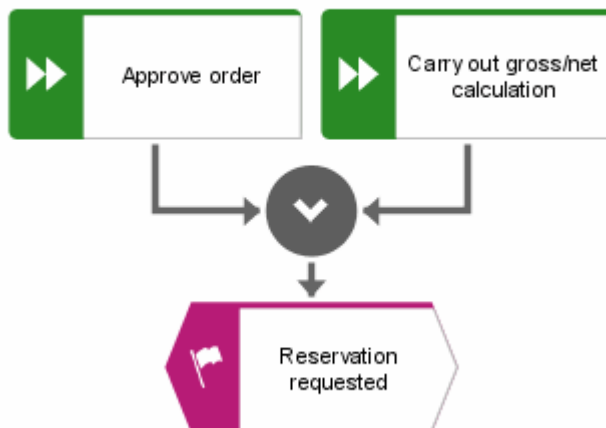 Approve order
Carry out gross/net
calculation
Reservation
requested